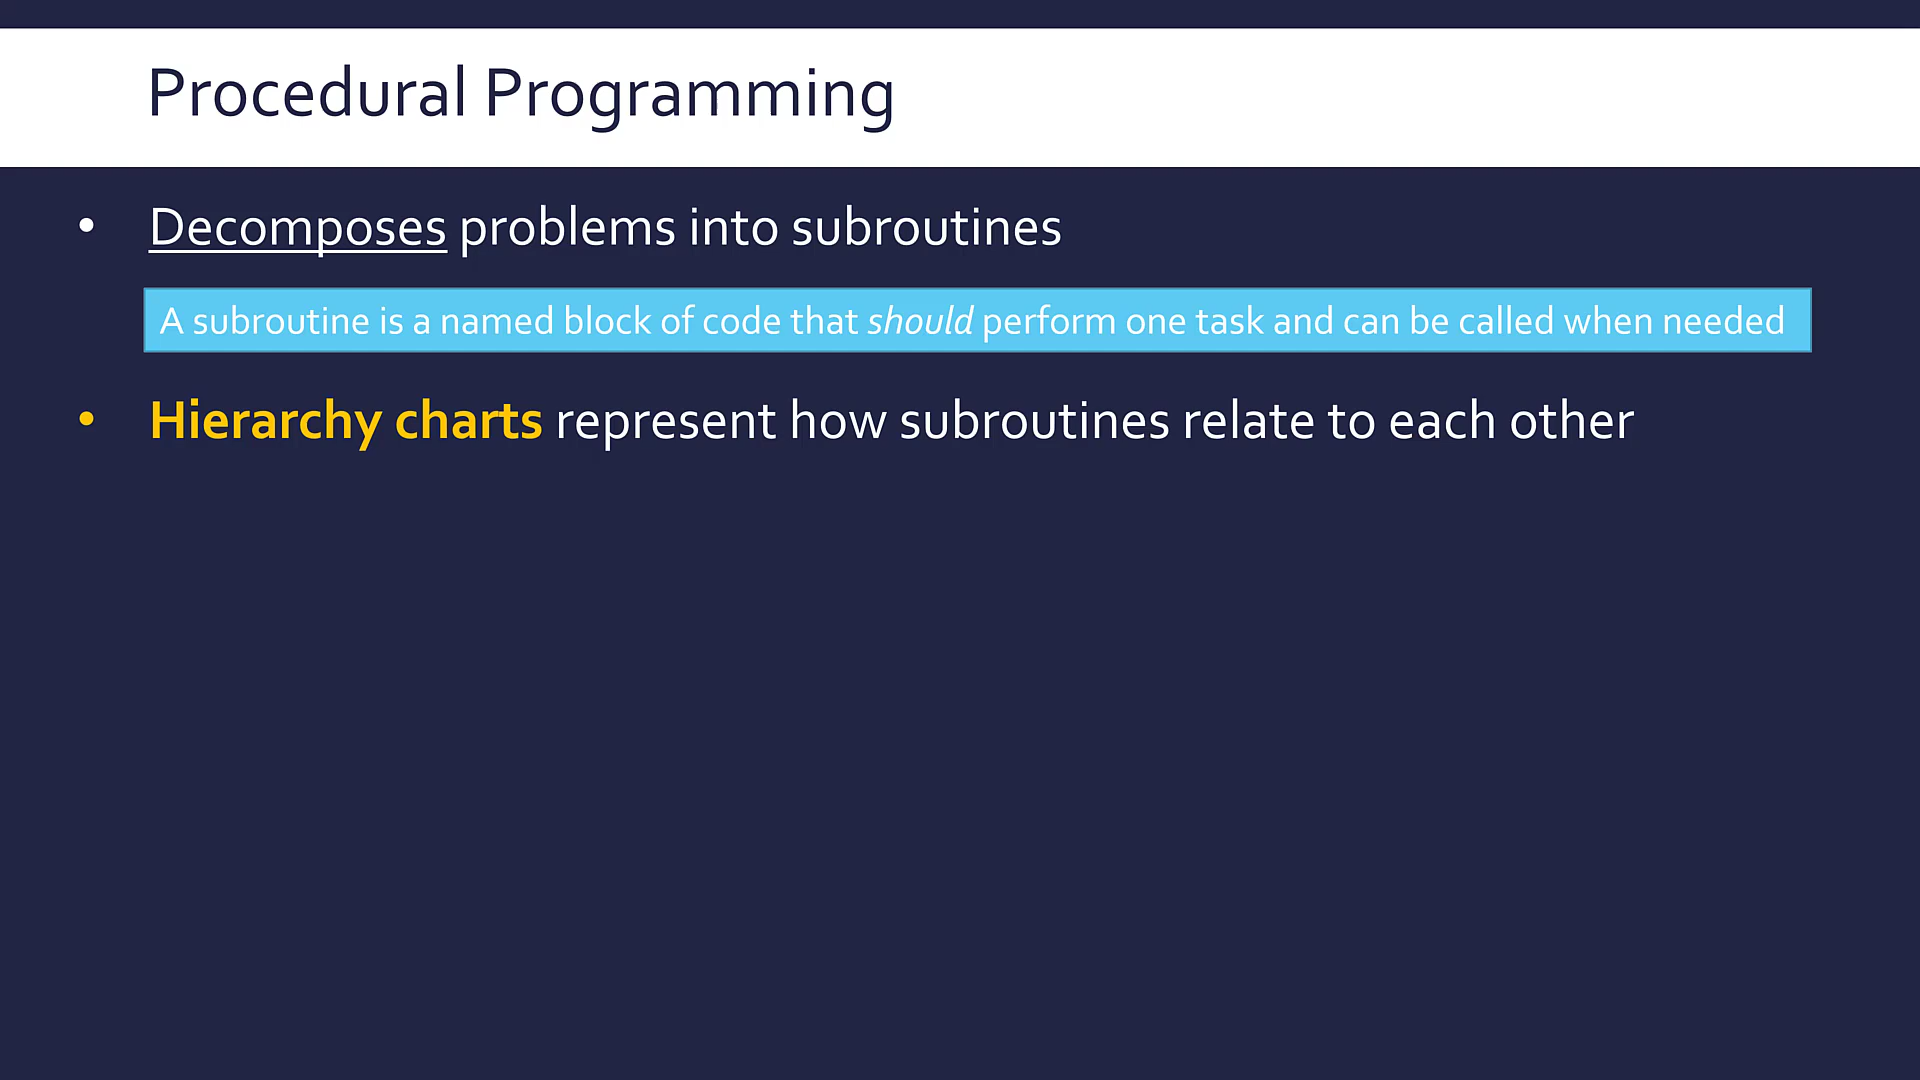 Procedural Programming
• Decomposes problems into subroutines
A subroutine is a named block of code that should perform one task and can be called when needed
• Hierarchy charts represent how subroutines relate to each other